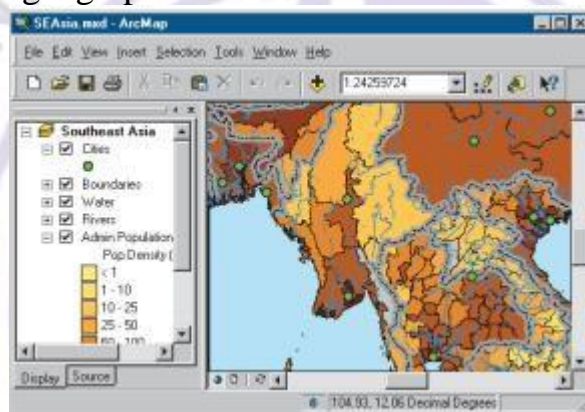 SEAsia.mxd - ArcMap
File Edit View Insert Selection Tools Window Help
1:24259724
Southeast Asia
Cities
Boundaries
Water
Rivers
Admin.Population
Pop.Density (
< 1
1 - 10
10 - 25
25 - 50
Display Source
104.93, 12.06 Decimal Degrees